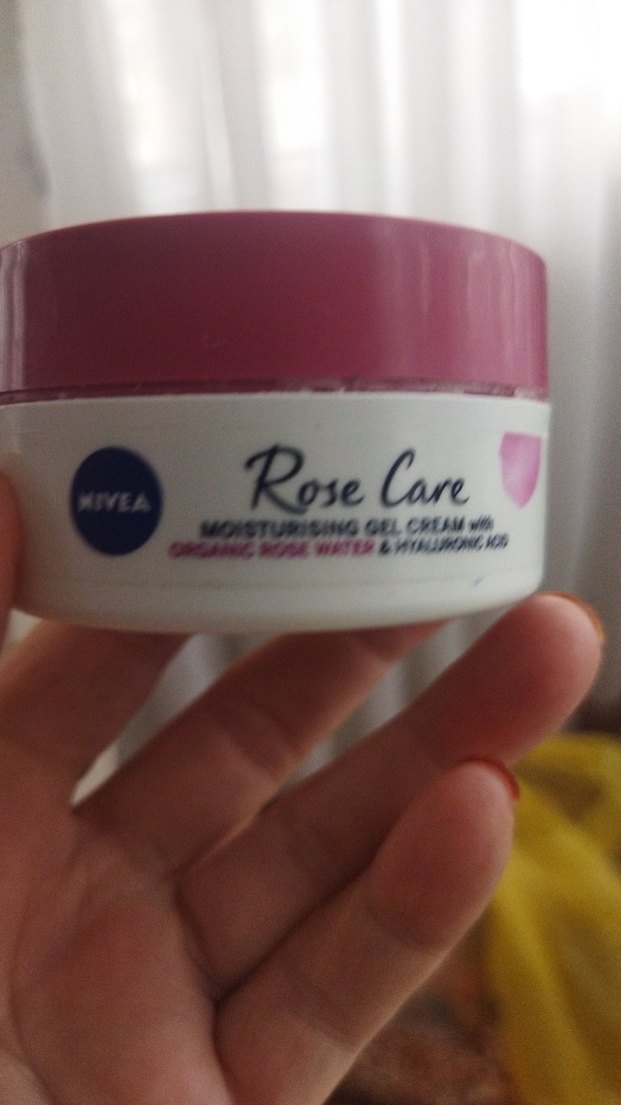 NIVEA
Rose Care
MOISTURISING GEL CREAM with
ORGANIC ROSE WATER & HYALURONIC ACID